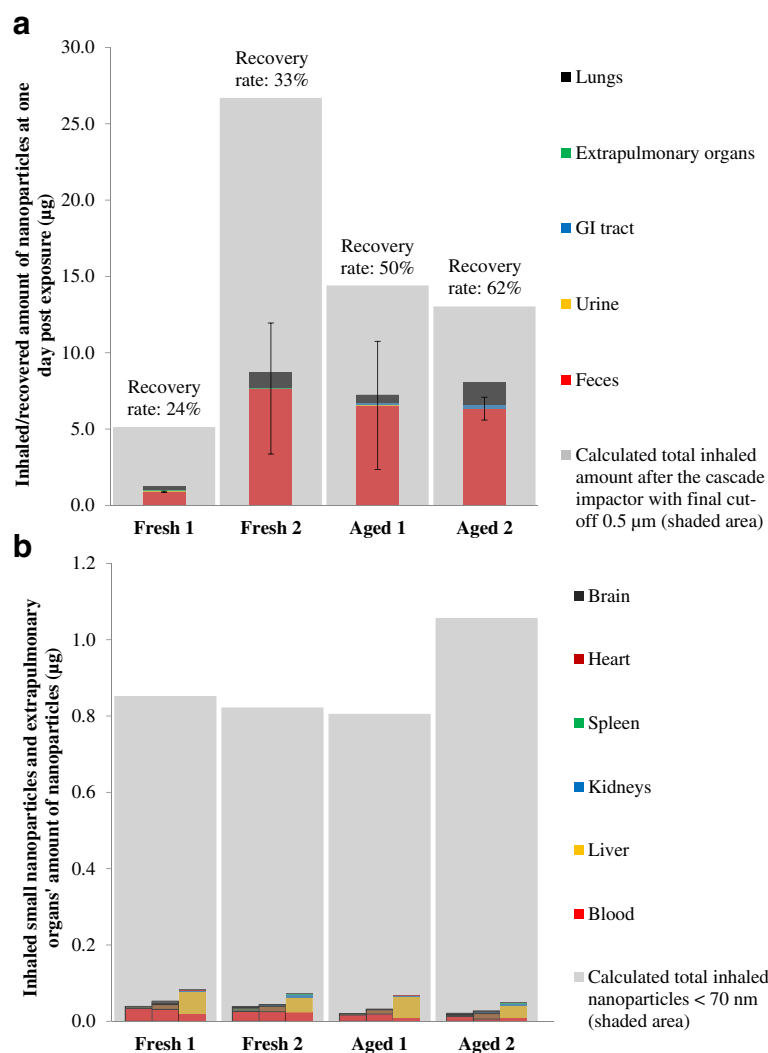 a
Inhaled/recovered amount of nanoparticles at one
day post exposure (µg)
30.0
25.0
20.0
15.0
10.0
5.0
0.0
Recovery
rate: 24%
Recovery
rate: 33%
Recovery
rate: 50%
Recovery
rate: 62%
Fresh 1
Fresh 2
Aged 1
Aged 2
Lungs
Extrapulmonary organs
GI tract
Urine
Feces
Calculated total inhaled
amount after the cascade
impactor with final cut-
off 0.5 µm (shaded area)
b
Inhaled small nanoparticles and extrapulmonary
organs' amount of nanoparticles (µg)
1.2
1.0
0.8
0.6
0.4
0.2
0.0
Fresh 1
Fresh 2
Aged 1
Aged 2
Brain
Heart
Spleen
Kidneys
Liver
Blood
Calculated total inhaled
nanoparticles < 70 nm
(shaded area)